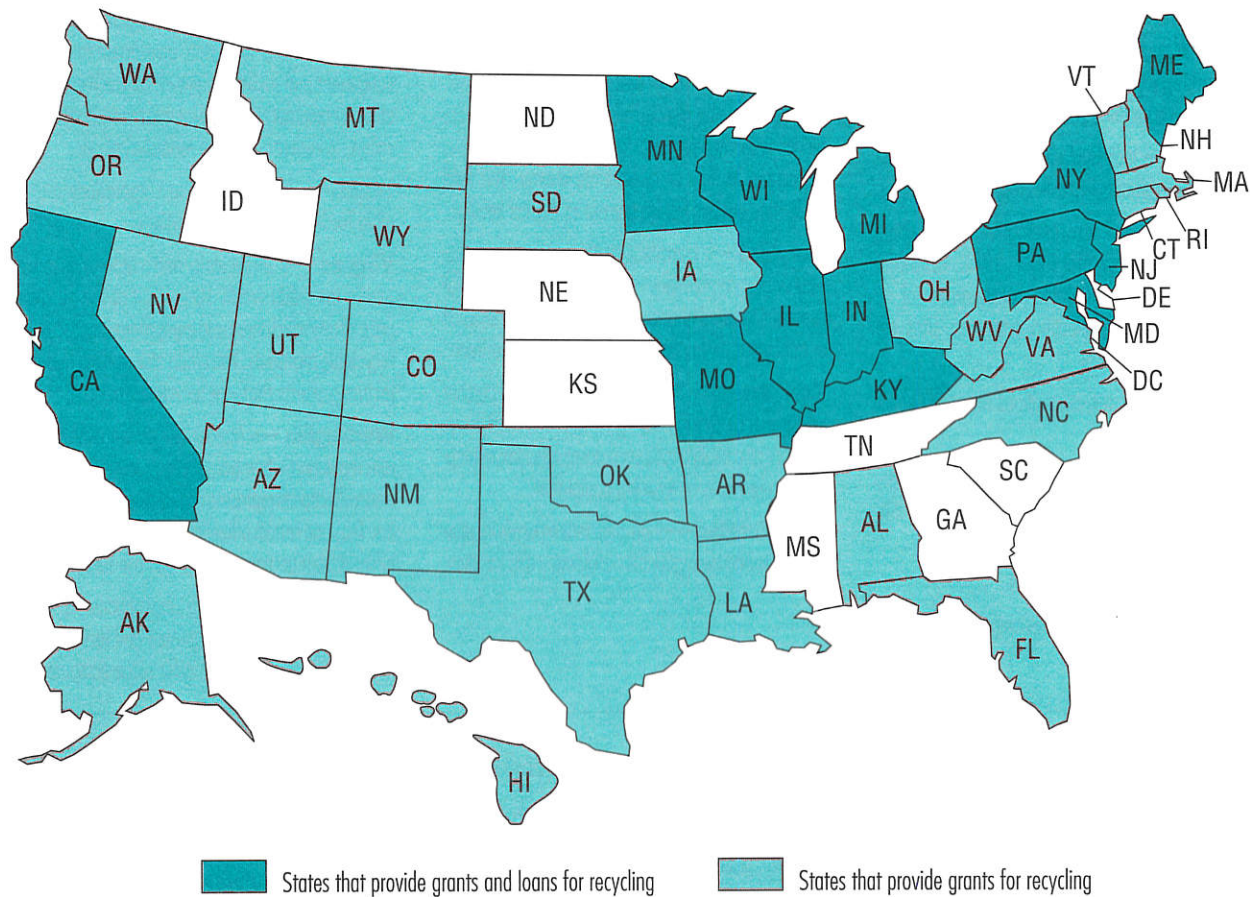 WA
MT
ND
MN
VT
ME
NH
OR
ID
SD
WI
MI
NY
MA
WY
RI
CT
PA
NJ
IA
NE
OH
DE
NV
IL
IN
MD
UT
CO
WV
VA
DC
CA
KS
MO
KY
NC
TN
AZ
OK
AR
SC
NM
GA
AL
MS
TX
LA
AK
FL
HI
States that provide grants and loans for recycling
States that provide grants for recycling